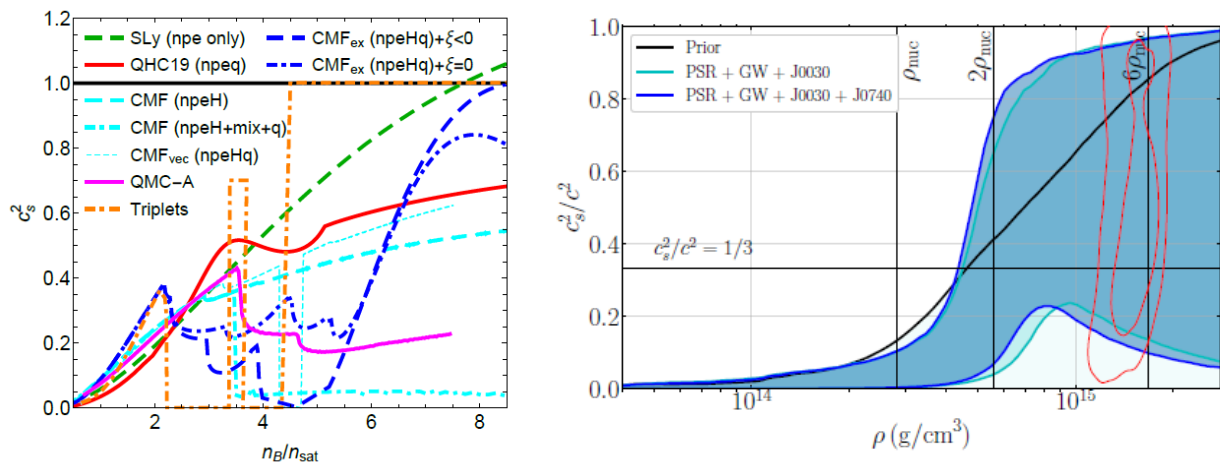 1.2
1.0
0.8
0.6
0.4
0.2
0.0
c_s^2
SLy (npe only)
QHC19 (npeq)
CMF_ex (npeHq)+ξ<0
CMF_ex (npeHq)+ξ=0
CMF (npeH)
CMF (npeH+mix+q)
CMF_vec (npeHq)
QMC-A
Triplets
2 4 6 8
n_B/n_sat
1.0
0.8
0.6
0.4
0.2
0.0
c_s^2/c^2
Prior
PSR + GW + J0030
PSR + GW + J0030 + J0740
ρ_nuc
2ρ_nuc
6ρ_nuc
c_s^2/c^2 = 1/3
10^14 10^15
ρ (g/cm^3)